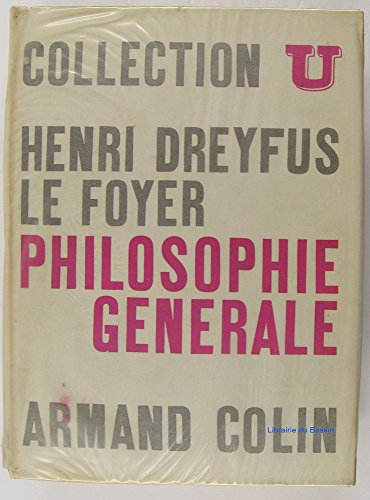 COLLECTION U
HENRI DREYFUS
LE FOYER
PHILOSOPHIE
GENERALE
ARMAND COLIN
Librairie du Bassin